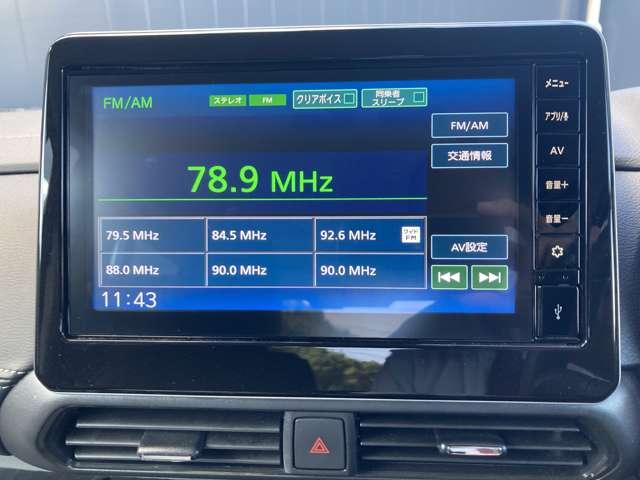 FM/AM ステレオ FM クリアボイス 同乗者スリープ
メニュー
アプリ/
FM/AM
AV
交通情報
78.9 MHz
音量＋
音量－
79.5 MHz 84.5 MHz 92.6 MHz ワイドFM
AV設定
88.0 MHz 90.0 MHz 90.0 MHz
11:43